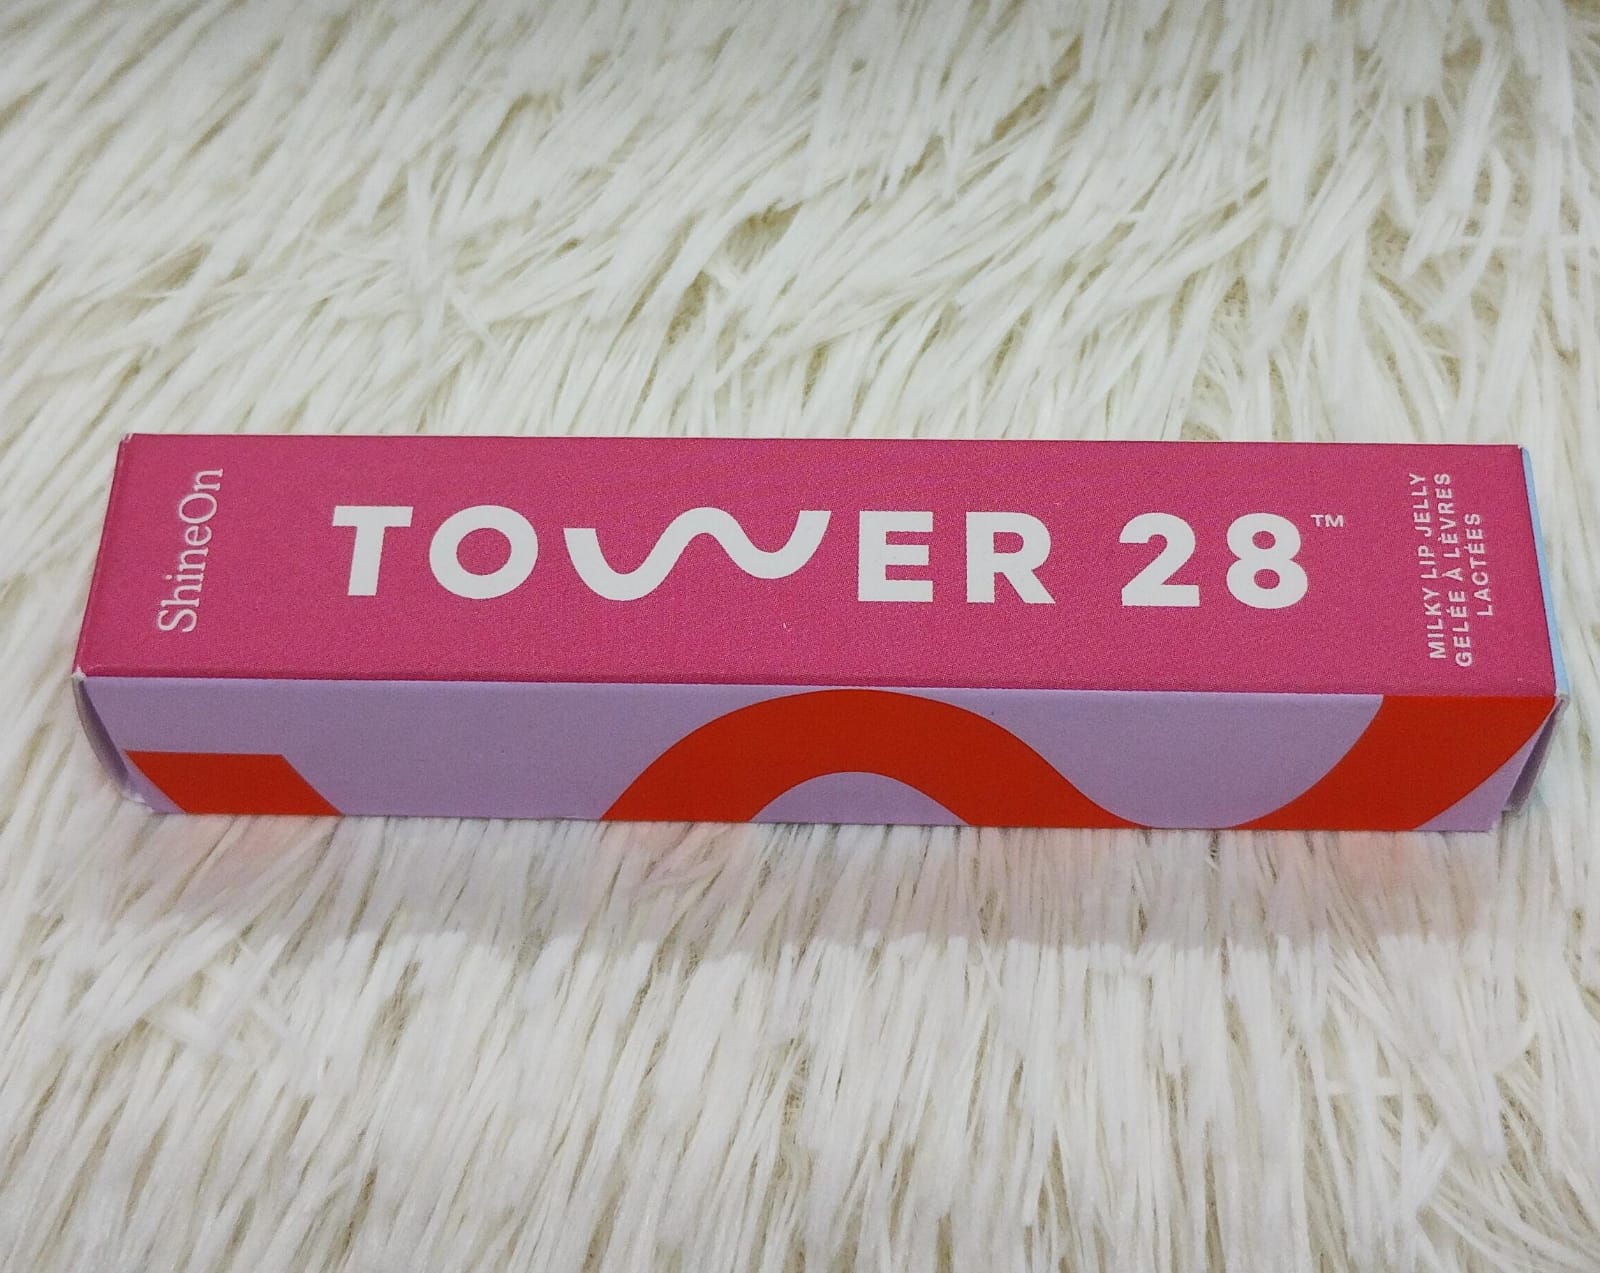 ShineOn
TOWER 28™
MILKY LIP JELLY
GELÉE À LÈVRES
LACTÉES